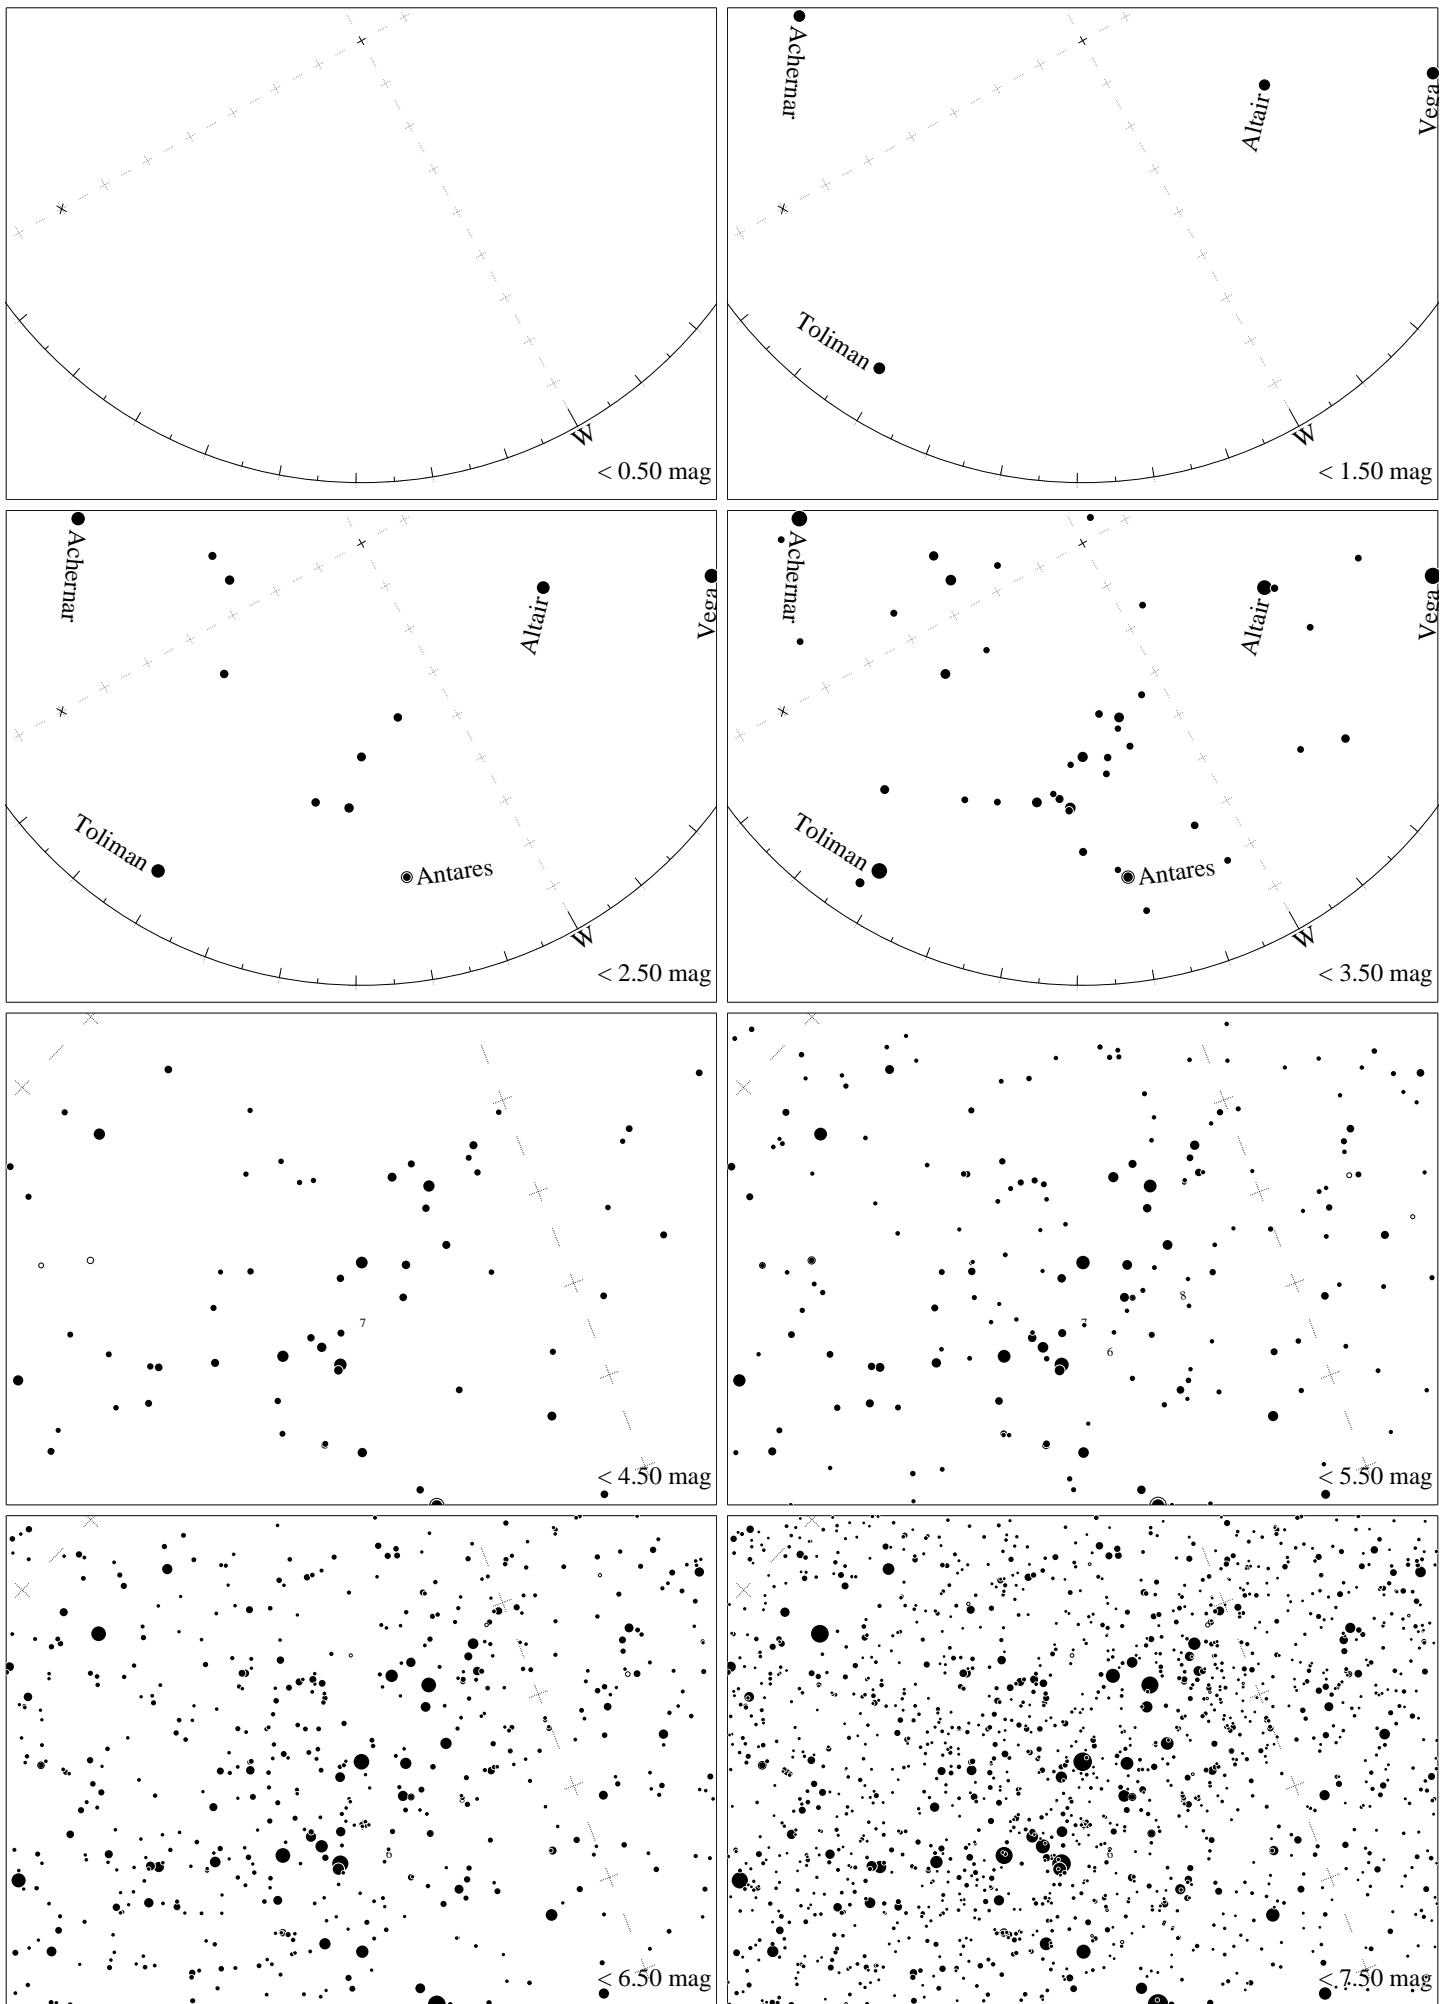 W
< 0.50 mag
Achernar
Altair
Vega
Toliman
W
< 1.50 mag
Achernar
Altair
Vega
Toliman
Antares
W
< 2.50 mag
Achernar
Altair
Vega
Toliman
Antares
W
< 3.50 mag
7
< 4.50 mag
8
7
6
< 5.50 mag
6
< 6.50 mag
6
< 7.50 mag